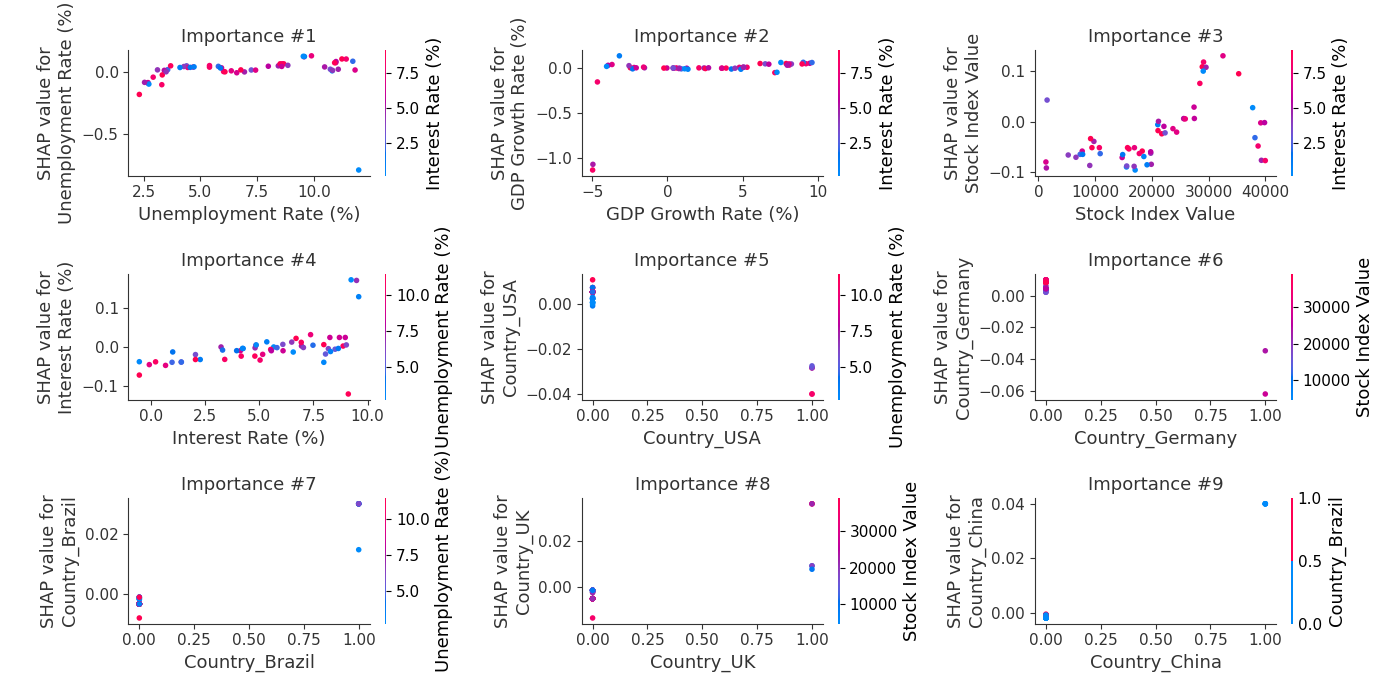 Importance #1
SHAP value for
Unemployment Rate (%)
0.0
−0.5
2.5 5.0 7.5 10.0
Unemployment Rate (%)
7.5
5.0
2.5
Interest Rate (%)
Importance #2
SHAP value for
GDP Growth Rate (%)
0.0
−0.5
−1.0
−5 0 5 10
GDP Growth Rate (%)
7.5
5.0
2.5
Interest Rate (%)
Importance #3
SHAP value for
Stock Index Value
0.1
0.0
−0.1
0 10000 20000 30000 40000
Stock Index Value
7.5
5.0
2.5
Interest Rate (%)
Importance #4
SHAP value for
Interest Rate (%)
0.1
0.0
−0.1
0.0 2.5 5.0 7.5 10.0
Interest Rate (%)
10.0
7.5
5.0
Unemployment Rate (%)
Importance #5
SHAP value for
Country_USA
0.00
−0.02
−0.04
0.00 0.25 0.50 0.75 1.00
Country_USA
10.0
7.5
5.0
Unemployment Rate (%)
Importance #6
SHAP value for
Country_Germany
0.00
−0.02
−0.04
−0.06
0.00 0.25 0.50 0.75 1.00
Country_Germany
30000
20000
10000
Stock Index Value
Importance #7
SHAP value for
Country_Brazil
0.02
0.00
0.00 0.25 0.50 0.75 1.00
Country_Brazil
10.0
7.5
5.0
Unemployment Rate (%)
Importance #8
SHAP value for
Country_UK
0.02
0.00
0.00 0.25 0.50 0.75 1.00
Country_UK
30000
20000
10000
Stock Index Value
Importance #9
SHAP value for
Country_China
0.04
0.02
0.00
0.00 0.25 0.50 0.75 1.00
Country_China
1.0
0.5
0.0
Country_Brazil